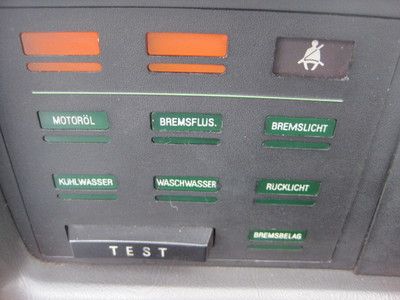 MOTORÖL BREMSFLUS. BREMSLICHT
KÜHLWASSER WASCHWASSER RÜCKLICHT
BREMSBELAG
TEST